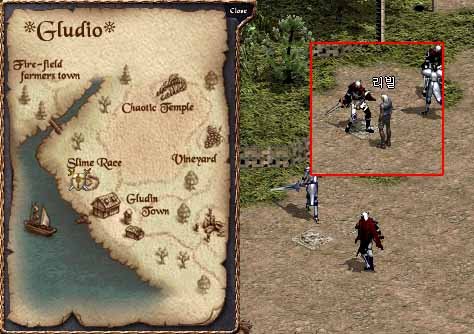 Close
*Gludio*
Fire-field
farmers town
Chaotic Temple
Slime Race
Vineyard
Gludin
Town
리빌